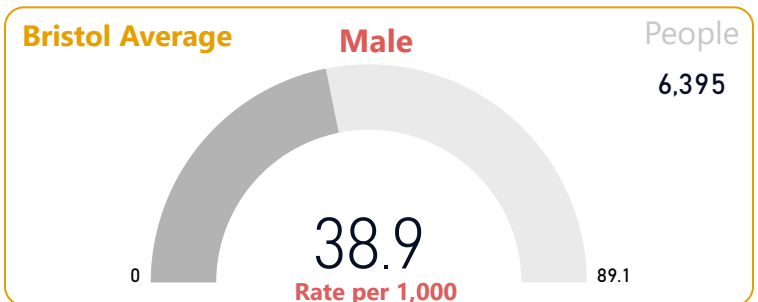 Bristol Average
Male
People
6,395
38.9
0
89.1
Rate per 1,000